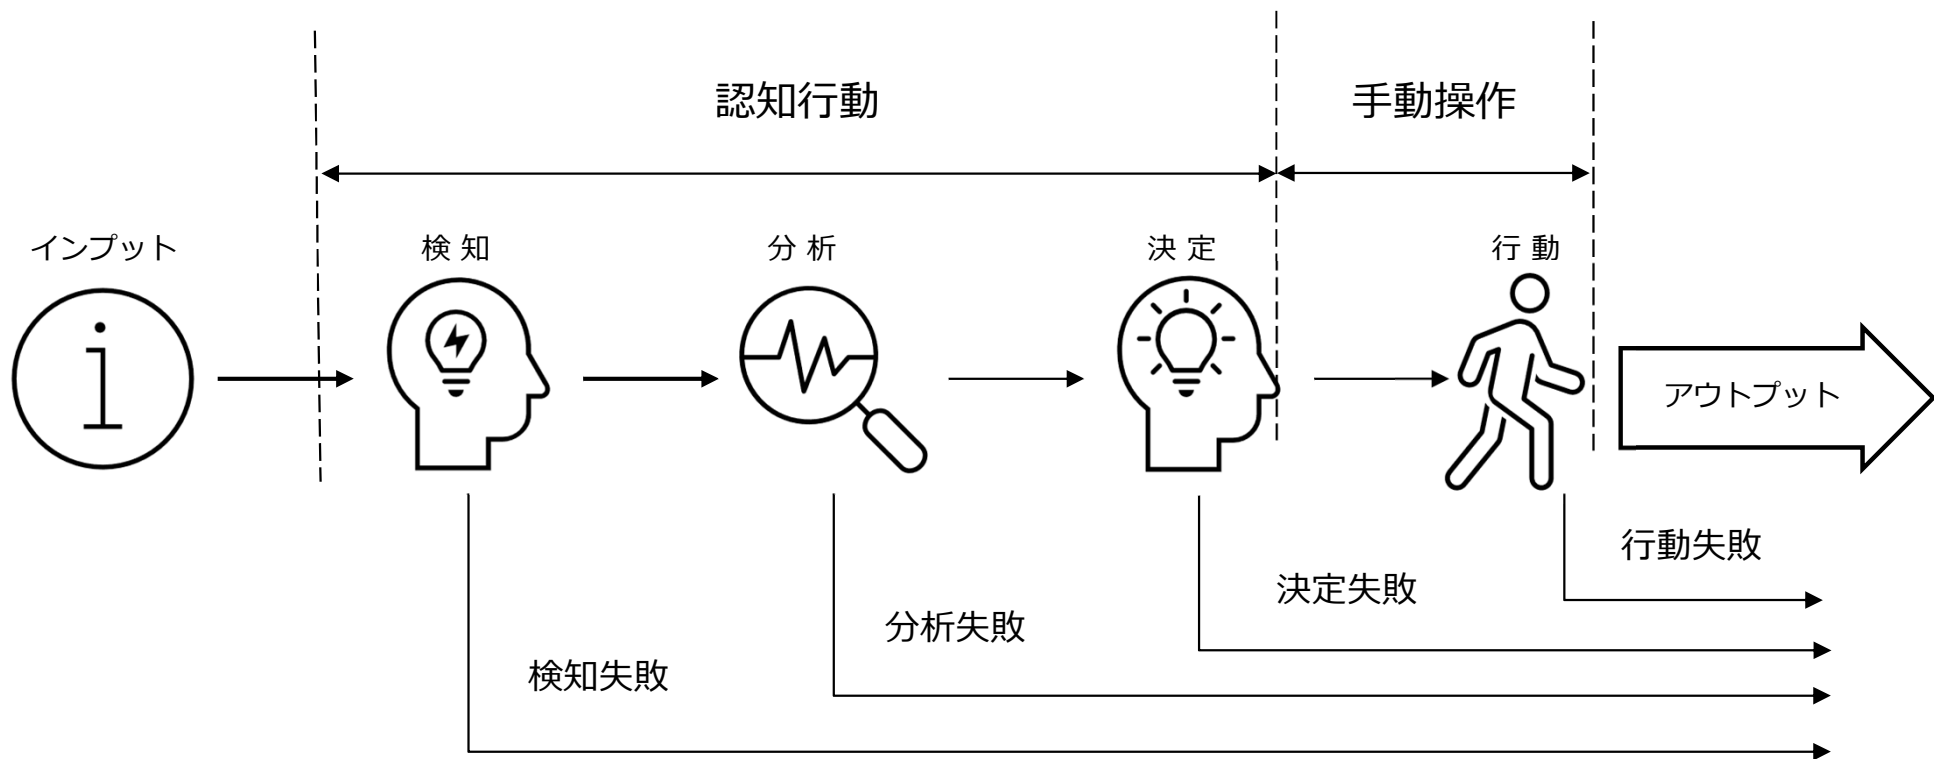 認知行動
手動操作
インプット
検 知
分 析
決 定
行 動
アウトプット
行動失敗
決定失敗
分析失敗
検知失敗